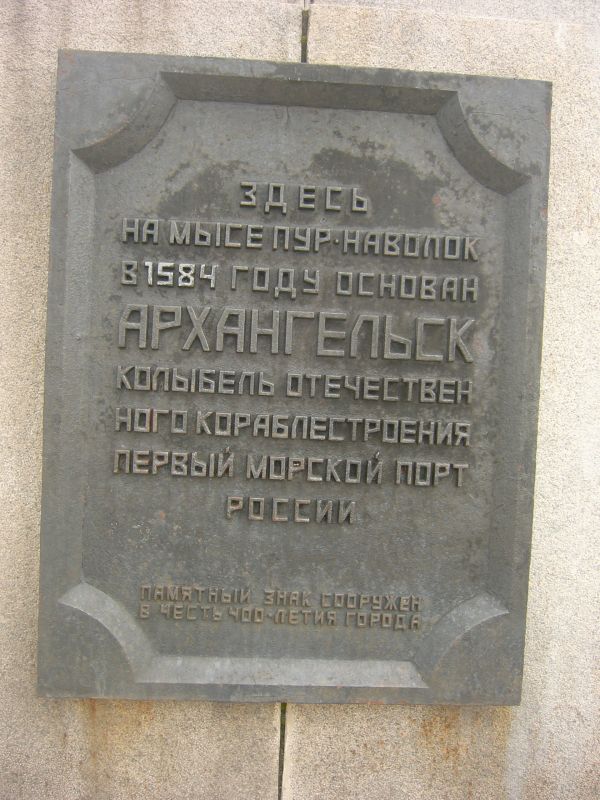 ЗДЕСЬ
НА МЫСЕ ПУР-НАВОЛОК
В 1584 ГОДУ ОСНОВАН
АРХАНГЕЛЬСК
КОЛЫБЕЛЬ ОТЕЧЕСТВЕН
НОГО КОРАБЛЕСТРОЕНИЯ
ПЕРВЫЙ МОРСКОЙ ПОРТ
РОССИИ
ПАМЯТНЫЙ ЗНАК СООРУЖЕН
В ЧЕСТЬ 400-ЛЕТИЯ ГОРОДА